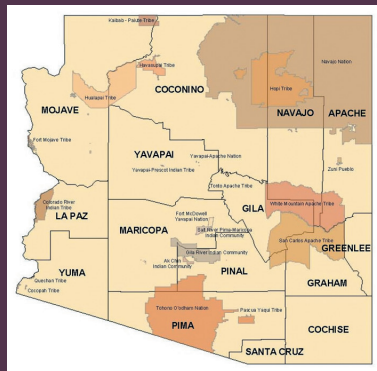 Kaibab - Paiute Tribe
Havasupai Tribe
Navajo Nation
Hualapai Tribe
COCONINO
Hopi Tribe
MOJAVE
NAVAJO
APACHE
Fort Mojave Tribe
YAVAPAI
Yavapai-Apache Nation
Yavapai-Prescott Indian Tribe
Zuni Pueblo
Tonto Apache Tribe
Colorado River
Indian Tribe
LA PAZ
GILA
White Mountain Apache Tribe
Fort McDowell
Yavapai Nation
MARICOPA
Salt River Pima-Maricopa
Indian Community
San Carlos Apache Tribe
GREENLEE
Gila River Indian Community
Ak Chin
Indian Community
YUMA
PINAL
GRAHAM
Quechan Tribe
Cocopah Tribe
Tohono O'odham Nation
Pascua Yaqui Tribe
PIMA
COCHISE
SANTA CRUZ